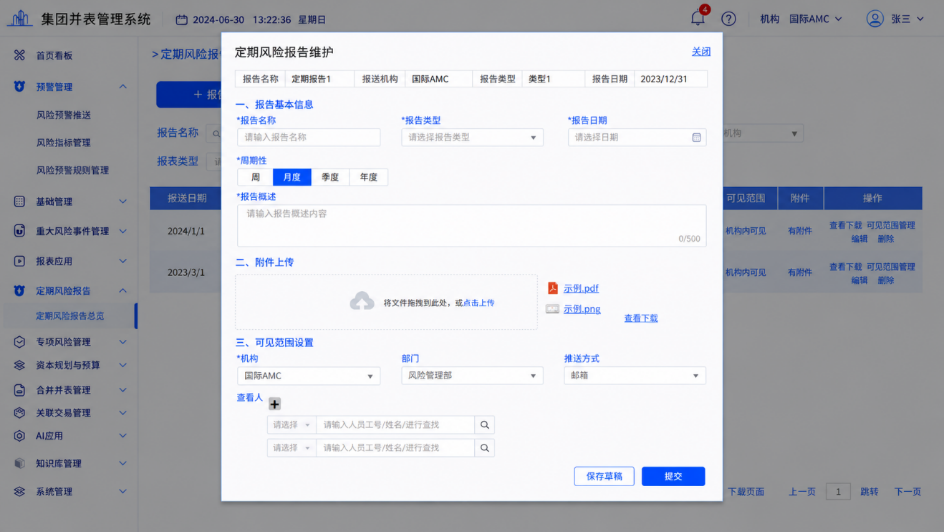 集团并表管理系统 2024-06-30 13:22:36 星期日 4 机构 国际AMC 张三
首页看板
预警管理
风险预警推送
风险指标管理
风险预警规则管理
基础管理
重大风险事件管理
报表应用
定期风险报告
定期风险报告总览
专项风险管理
资本规划与预算
合并并表管理
关联交易管理
AI应用
知识库管理
系统管理
>定期风险报
+ 报
报告名称
机构
报表类型
报送日期 可见范围 附件 操作
2024/1/1 机构内可见 有附件 查看下载 可见范围管理
编辑 删除
2023/3/1 机构内可见 有附件 查看下载 可见范围管理
编辑 删除
下载页面 上一页 1 跳转 下一页
定期风险报告维护 关闭
报告名称 定期报告1 报送机构 国际AMC 报告类型 类型1 报告日期 2023/12/31
一、报告基本信息
*报告名称 *报告类型 *报告日期
请输入报告名称 请选择报告类型 请选择日期
*周期性
周 月度 季度 年度
*报告概述
请输入报告概述内容
0/500
二、附件上传
将文件拖拽到此处，或点击上传
示例.pdf
示例.png
查看下载
三、可见范围设置
*机构 部门 推送方式
国际AMC 风险管理部 邮箱
查看人 +
请选择 请输入人员工号/姓名/进行查找
请选择 请输入人员工号/姓名/进行查找
保存草稿 提交